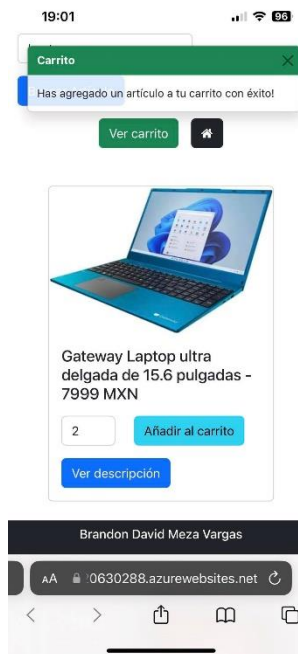 19:01
96
Carrito
Has agregado un artículo a tu carrito con éxito!
Ver carrito
Gateway Laptop ultra
delgada de 15.6 pulgadas -
7999 MXN
2
Añadir al carrito
Ver descripción
Brandon David Meza Vargas
AA
0630288.azurewebsites.net